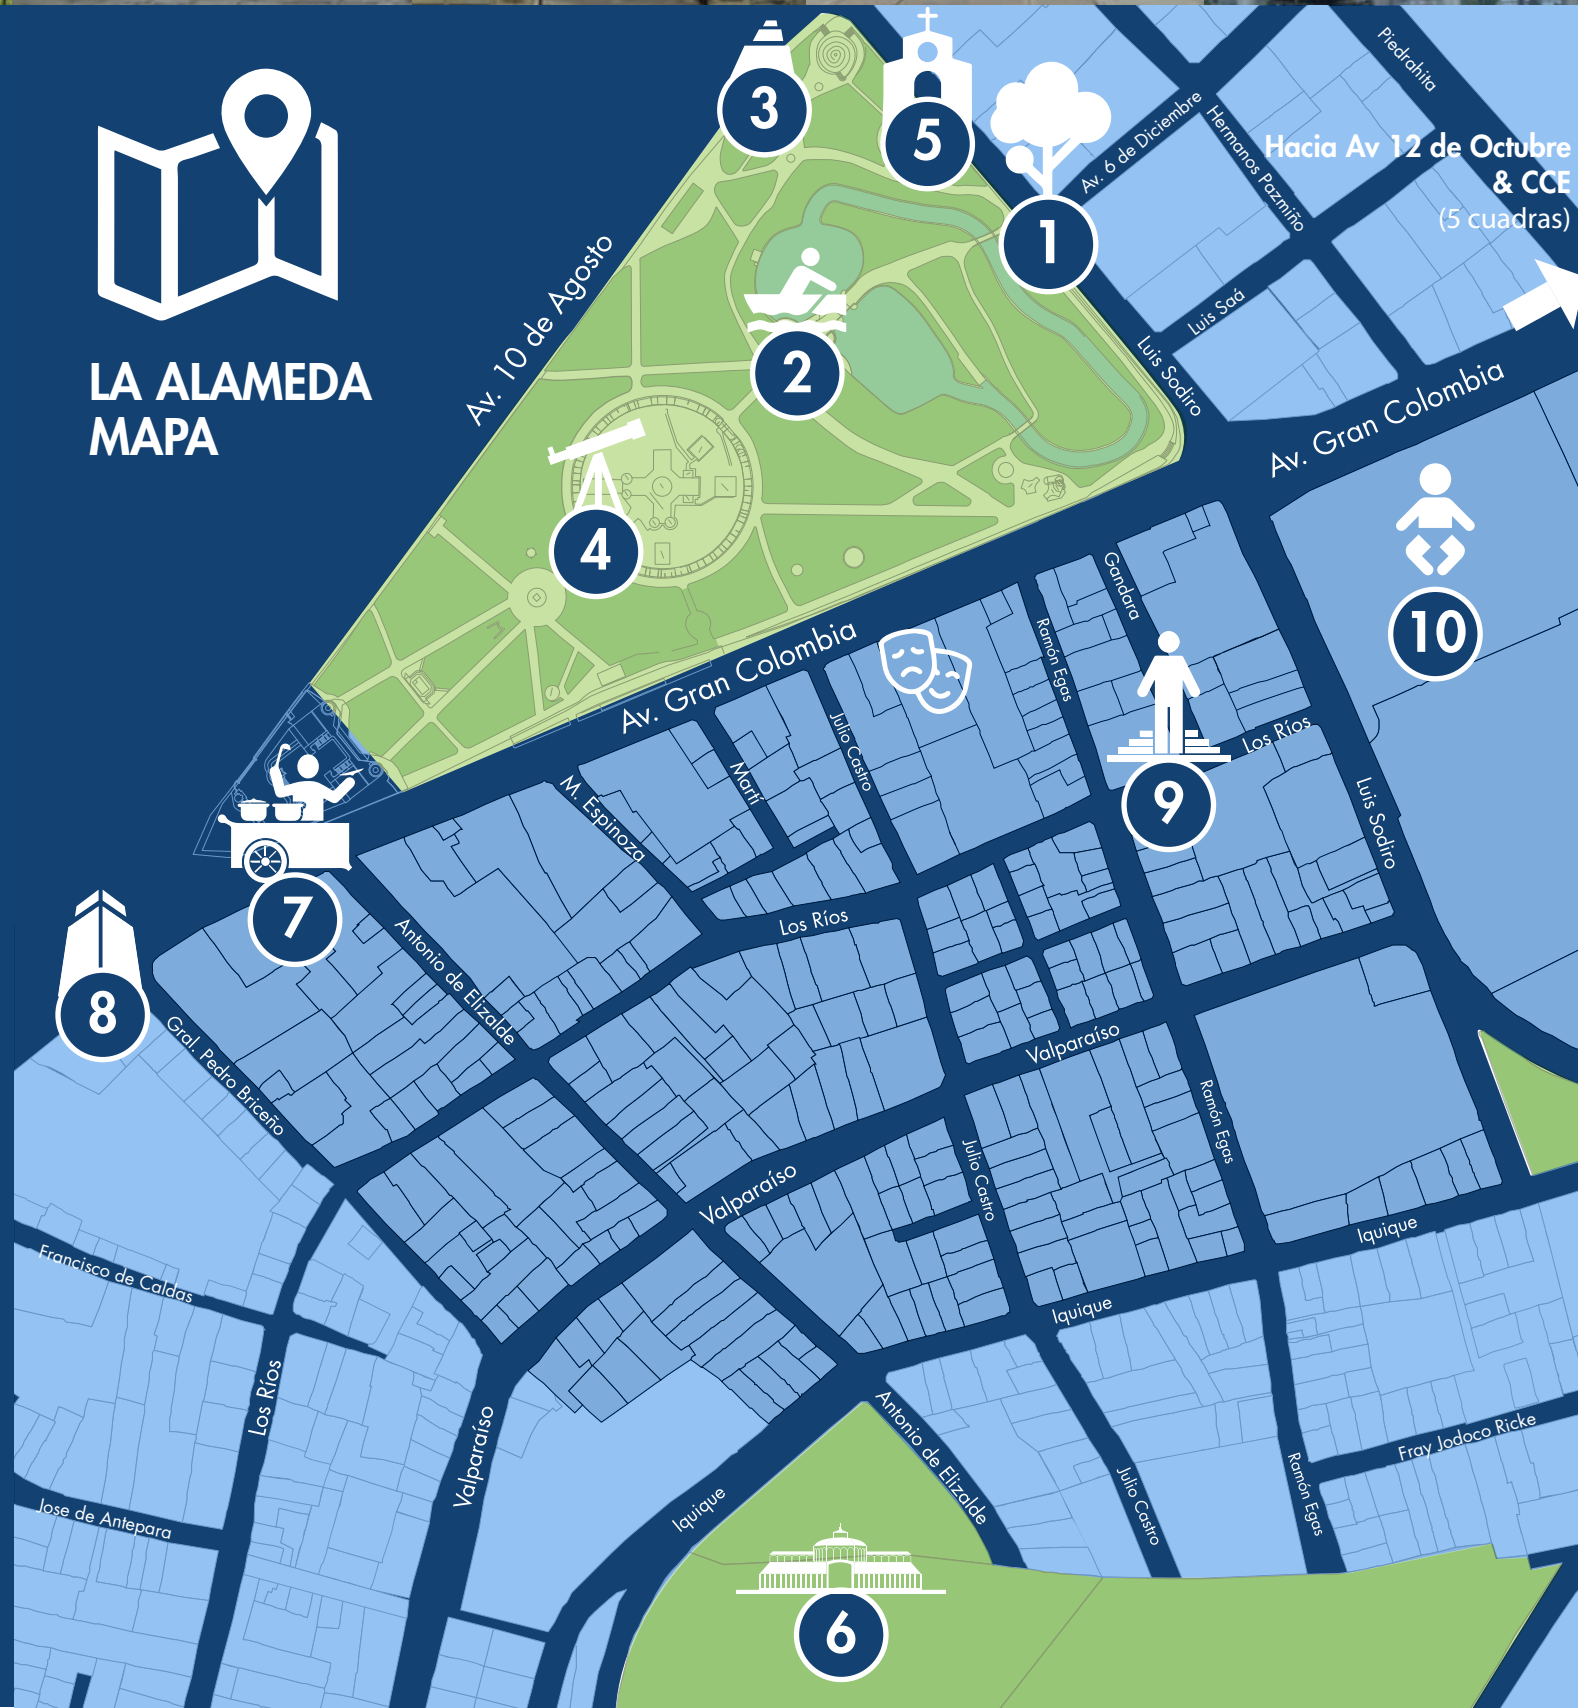 LA ALAMEDA
MAPA
3
5
1
2
4
7
8
9
10
6
Piedrahita
Av. 6 de Diciembre
Hermanos Pazmiño
Hacia Av 12 de Octubre
& CCE
(5 cuadras)
Luis Saá
Luis Sodiro
Av. 10 de Agosto
Av. Gran Colombia
Av. Gran Colombia
Gandara
Ramón Egas
Los Ríos
Luis Sodiro
Julio Castro
Martí
M. Espinoza
Los Ríos
Antonio de Elizalde
Gral. Pedro Briceño
Valparaíso
Ramón Egas
Julio Castro
Valparaíso
Iquique
Iquique
Francisco de Caldas
Los Ríos
Valparaíso
Antonio de Elizalde
Julio Castro
Ramón Egas
Fray Jodoco Ricke
Jose de Antepara
Iquique